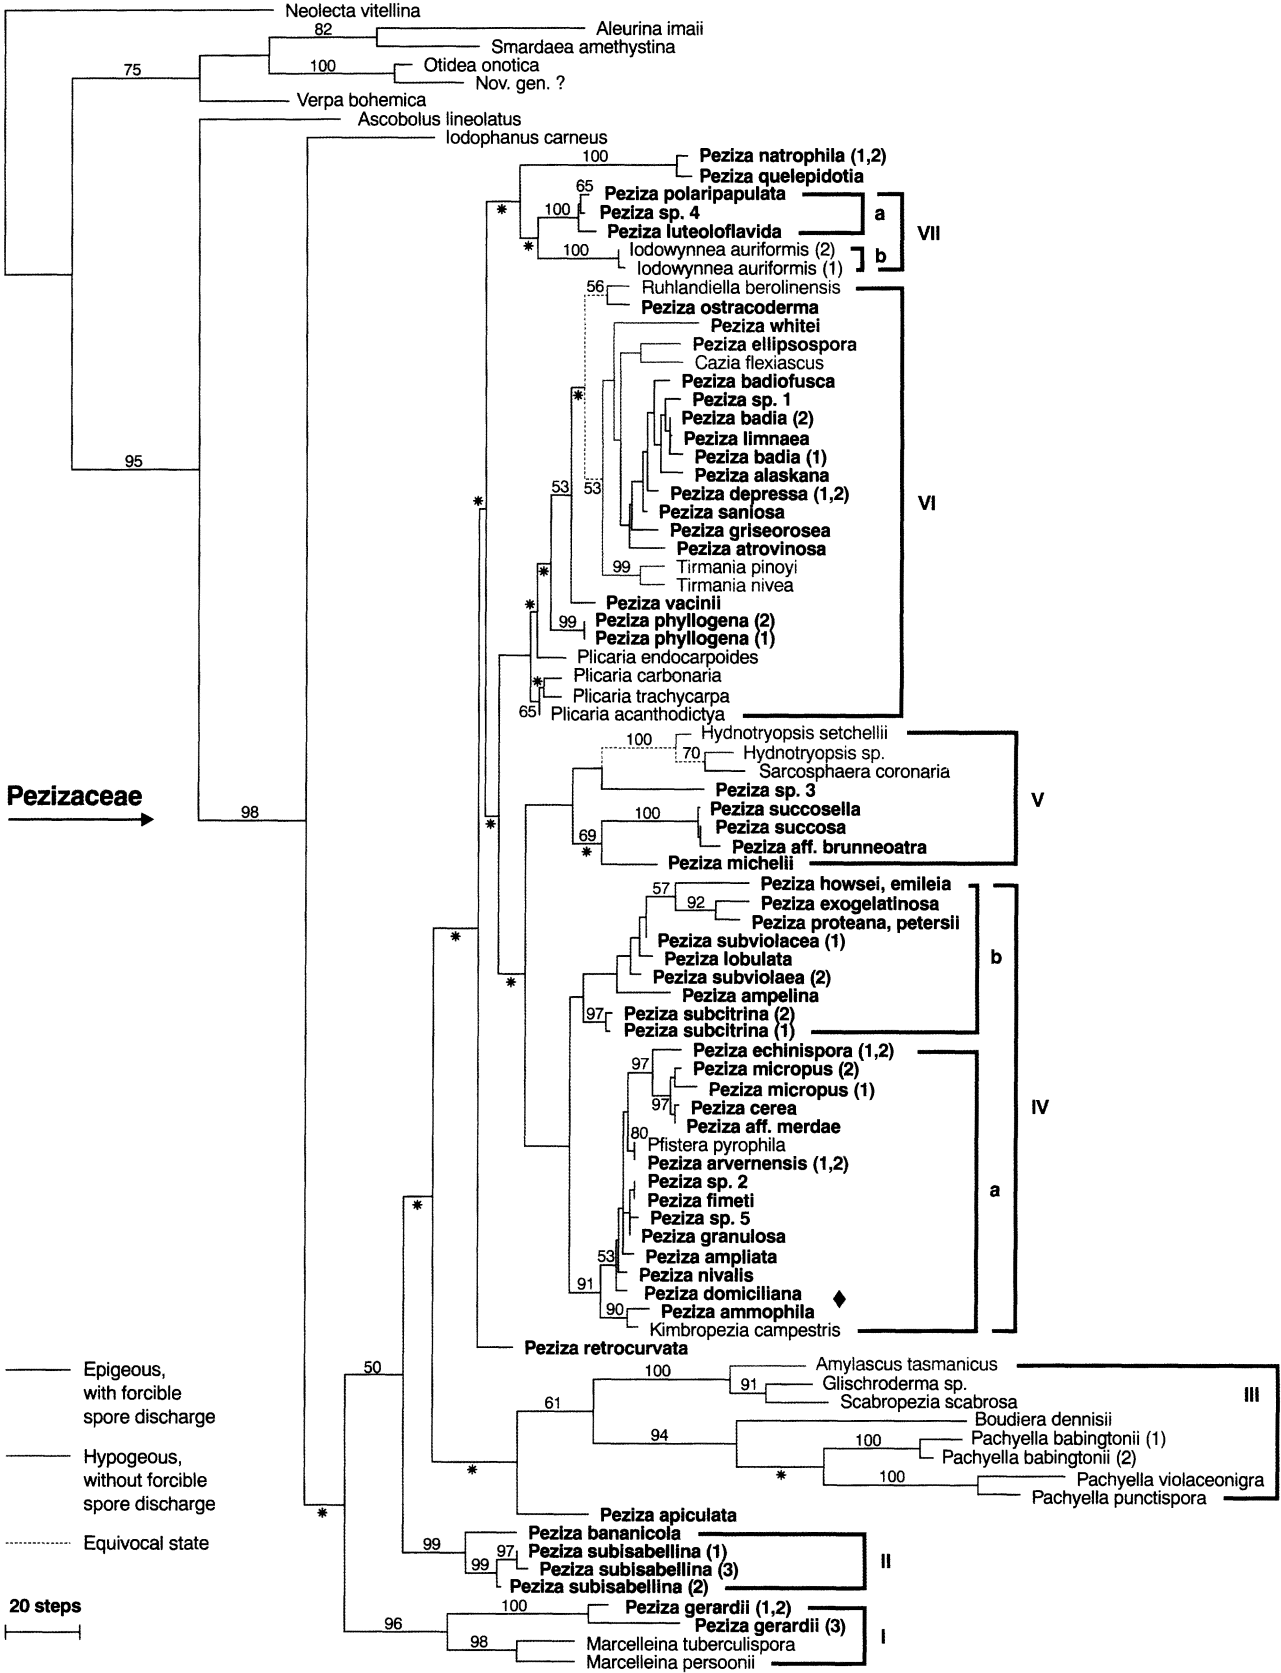 Neolecta vitellina
82
Aleurina imaii
Smardaea amethystina
75
100
Otidea onotica
Nov. gen. ?
Verpa bohemica
Ascobolus lineolatus
Iodophanus carneus
100
Peziza natrophila (1,2)
Peziza quelepidotia
65
Peziza polaripapulata
100
Peziza sp. 4
a
Peziza luteoloflavida
VII
*
*
100
Iodowynnea auriformis (2)
b
Iodowynnea auriformis (1)
56
Ruhlandiella berolinensis
Peziza ostracoderma
Peziza whitei
Peziza ellipsospora
Cazia flexiascus
Peziza badiofusca
*
Peziza sp. 1
Peziza badia (2)
Peziza limnaea
Peziza badia (1)
95
Peziza alaskana
53
53
Peziza depressa (1,2)
VI
*
Peziza saniosa
Peziza griseorosea
Peziza atrovinosa
99
Tirmania pinoyi
*
Tirmania nivea
*
Peziza vacinii
99
Peziza phyllogena (2)
Peziza phyllogena (1)
Plicaria endocarpoides
*
Plicaria carbonaria
Plicaria trachycarpa
65
Plicaria acanthodictya
Hydnotryopsis setchellii
100
70
Hydnotryopsis sp.
Sarcosphaera coronaria
Peziza sp. 3
Pezizaceae
V
98
100
Peziza succosella
*
Peziza succosa
69
*
Peziza aff. brunneoatra
Peziza michelii
57
Peziza howsei, emileia
92
Peziza exogelatinosa
Peziza proteana, petersii
*
Peziza subviolacea (1)
b
Peziza lobulata
Peziza subviolaea (2)
*
Peziza ampelina
97
Peziza subcitrina (2)
Peziza subcitrina (1)
Peziza echinispora (1,2)
97
Peziza micropus (2)
Peziza micropus (1)
97
Peziza cerea
IV
Peziza aff. merdae
80
Pfistera pyrophila
Peziza arvernensis (1,2)
Peziza sp. 2
a
*
Peziza fimeti
Peziza sp. 5
Peziza granulosa
53
Peziza ampliata
Peziza nivalis
91
Peziza domiciliana
♦
90
Peziza ammophila
Kimbropezia campestris
Peziza retrocurvata
50
100
Amylascus tasmanicus
91
Glischroderma sp.
Scabropezia scabrosa
III
61
Boudiera dennisii
94
100
Pachyella babingtonii (1)
Pachyella babingtonii (2)
*
*
100
Pachyella violaceonigra
Pachyella punctispora
*
Peziza apiculata
99
Peziza bananicola
97
Peziza subisabellina (1)
99
Peziza subisabellina (3)
II
Peziza subisabellina (2)
100
Peziza gerardii (1,2)
96
Peziza gerardii (3)
I
98
Marcelleina tuberculispora
Marcelleina persoonii
Epigeous,
with forcible
spore discharge
Hypogeous,
without forcible
spore discharge
Equivocal state
20 steps